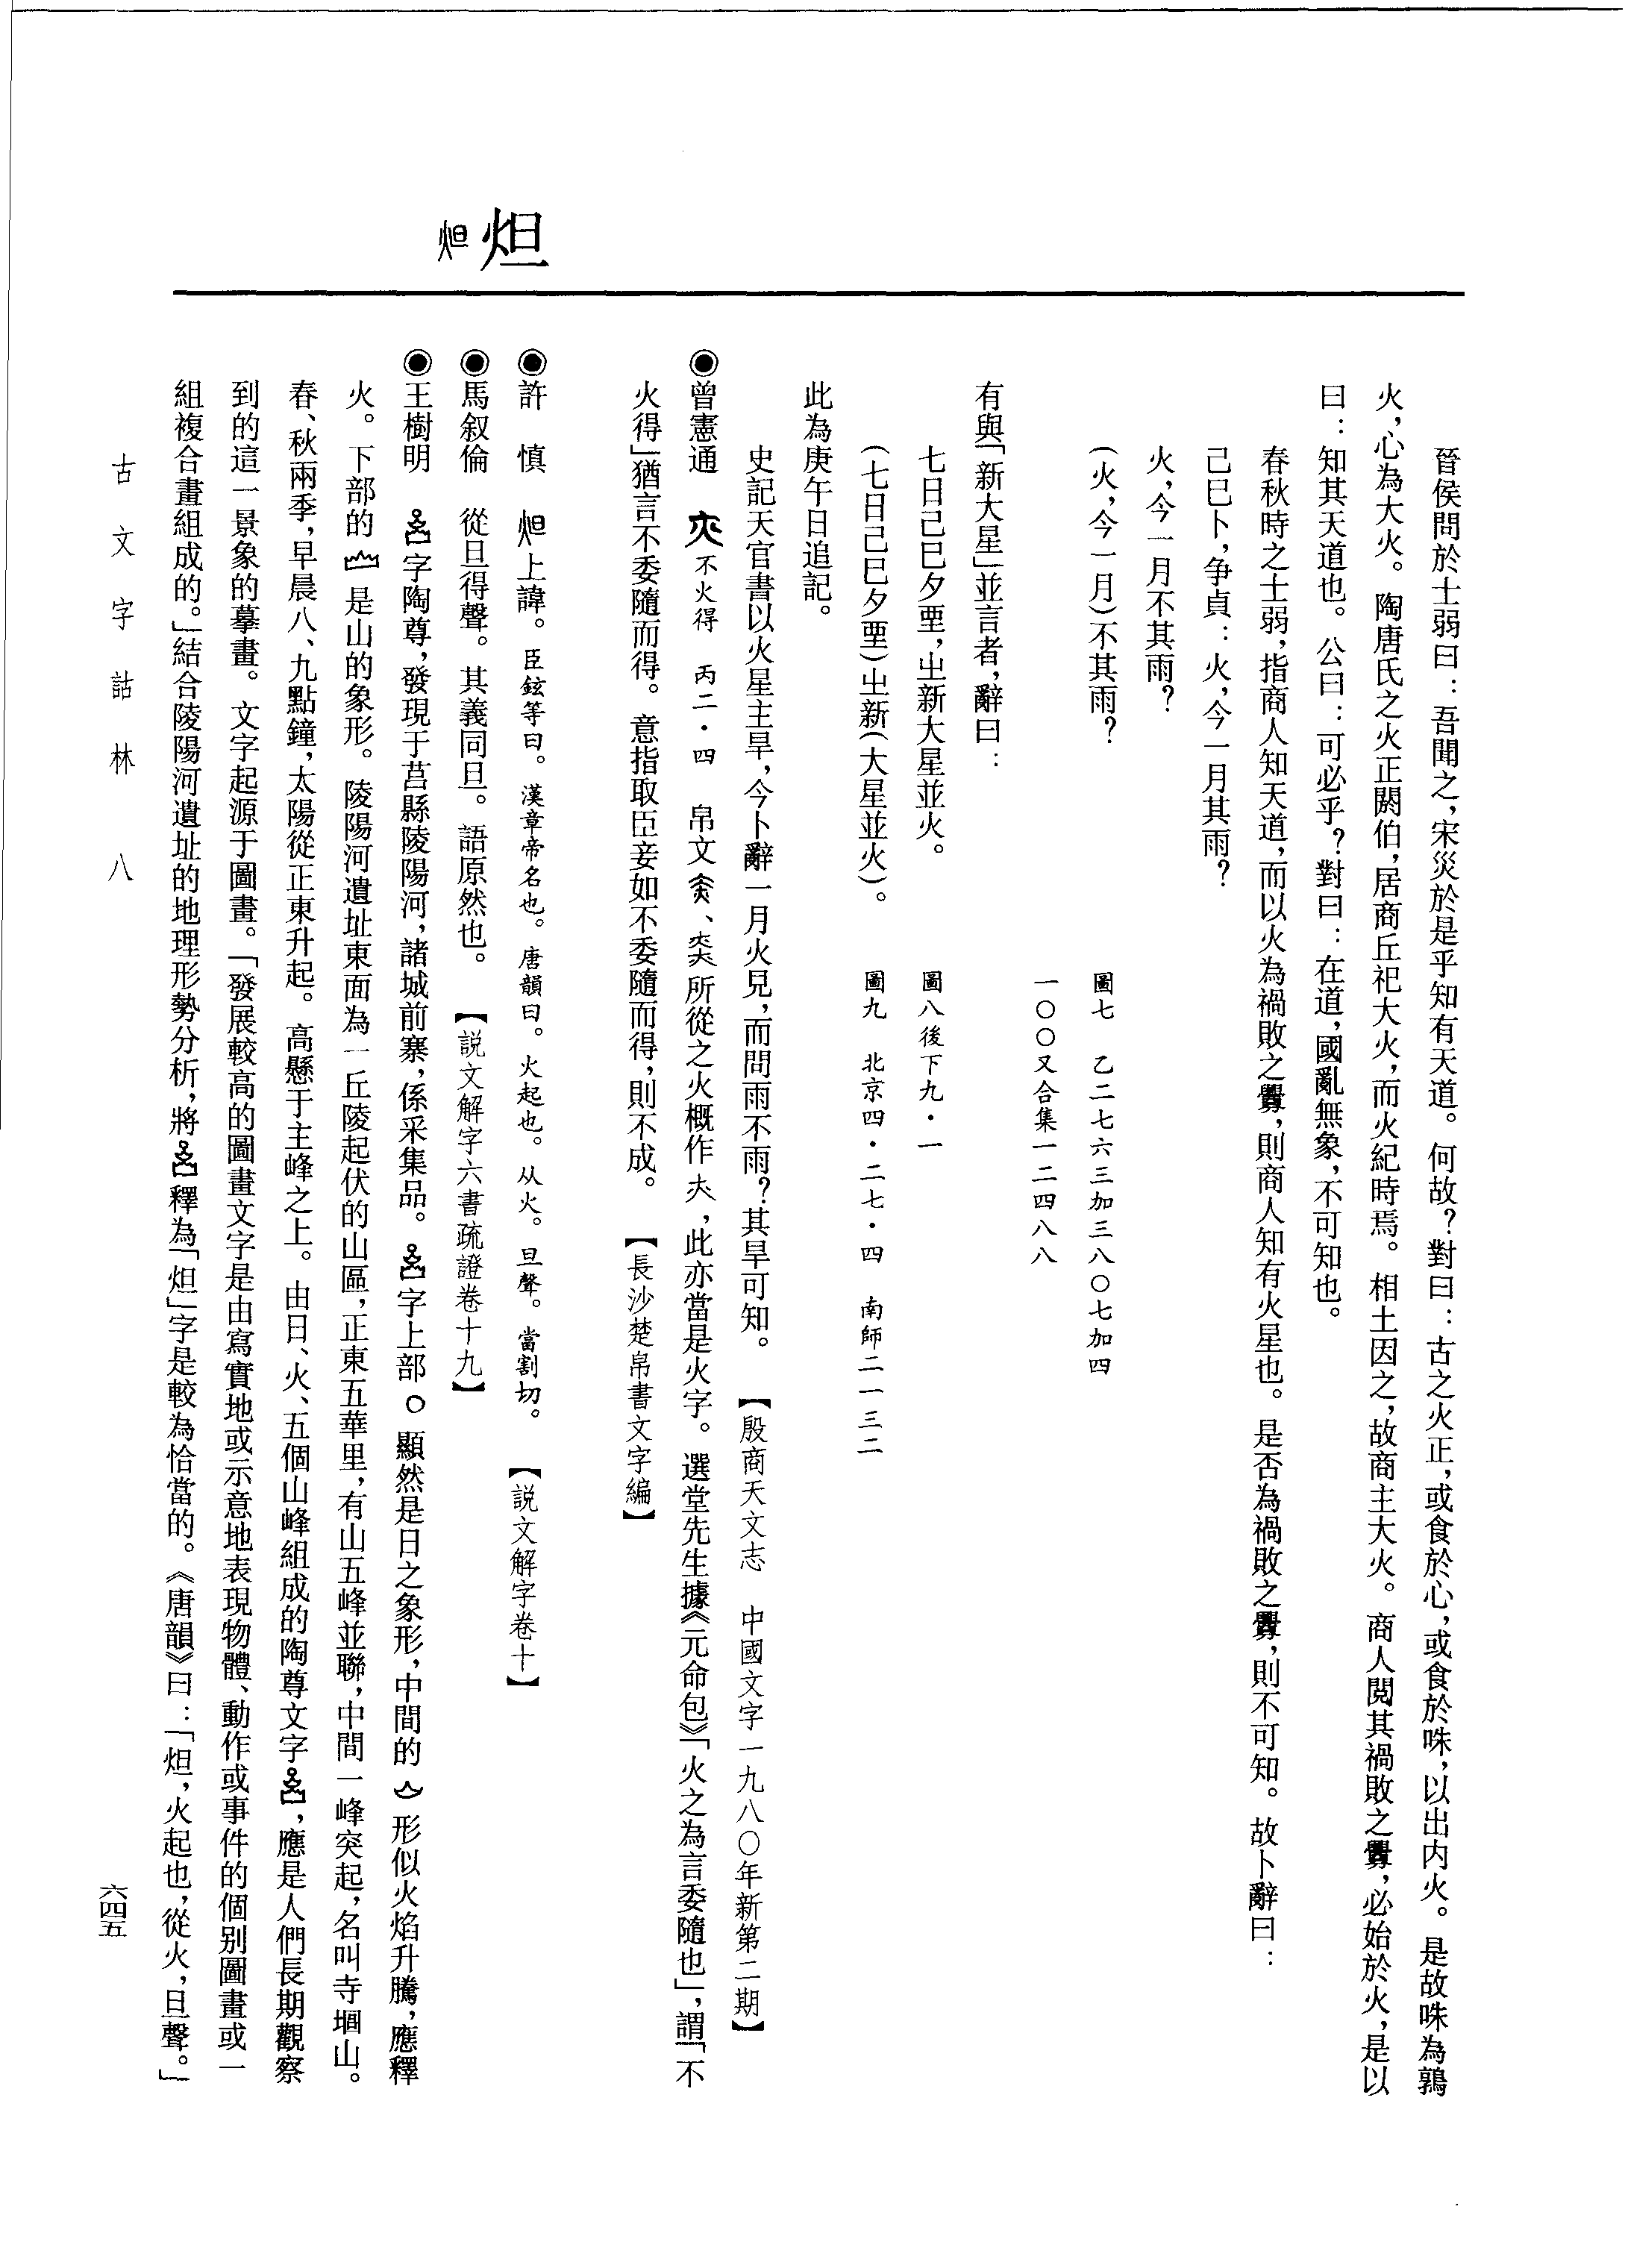 炟
晉侯問於士弱曰：吾聞之，宋災於是乎知有天道。何故？對曰：古之火正，或食於心，或食於咮，以出内火。是故咮為鶉
火，心為大火。陶唐氏之火正閼伯，居商丘祀大火，而火紀時焉。相土因之，故商主大火。商人閲其禍敗之釁，必始於火，是以
曰：知其天道也。公曰：可必乎？對曰：在道，國亂無象，不可知也。
春秋時之士弱，指商人知天道，而以火為禍敗之釁，則商人知有火星也。是否為禍敗之釁，則不可知。故卜辭曰：
己巳卜，争貞：火，今一月其雨？
火，今一月不其雨？
（火，今一月）不其雨？　圖七　乙二七六三加三八〇七加四
一〇〇又合集一二四八八
有與「新大星」並言者，辭曰：
七日己巳夕𡆥，㞢新大星並火。　圖八後下九・一
（七日己巳夕𡆥）㞢新（大星並火）。　圖九　北京四・二七・四　南師二一三二
此為庚午日追記。
史記天官書以火星主旱，今卜辭一月火見，而問雨不雨？其旱可知。　【殷商天文志　中國文字一九八〇年新第二期】
◉曾憲通　不火得　丙二・四　帛文、所從之火概作，此亦當是火字。選堂先生據《元命包》「火之為言委隨也」，謂「不
火得」猶言不委隨而得。意指取臣妾如不委隨而得，則不成。　【長沙楚帛書文字編】
◉許　慎　炟上諱。臣鉉等曰。漢章帝名也。唐韻曰。火起也。从火。旦聲。當割切。　【説文解字卷十】
◉馬叙倫　從旦得聲。其義同旦。語原然也。　【説文解字六書疏證卷十九】
◉王樹明　字陶尊，發現于莒縣陵陽河，諸城前寨，係采集品。字上部〇顯然是日之象形，中間的形似火焰升騰，應釋
火。下部的是山的象形。陵陽河遺址東面為一丘陵起伏的山區，正東五華里，有山五峰並聯，中間一峰突起，名叫寺堌山。
春、秋兩季，早晨八、九點鐘，太陽從正東升起。高懸于主峰之上。由日、火、五個山峰組成的陶尊文字，應是人們長期觀察
到的這一景象的摹畫。文字起源于圖畫。「發展較高的圖畫文字是由寫實地或示意地表現物體、動作或事件的個别圖畫或一
組複合畫組成的。」結合陵陽河遺址的地理形勢分析，將釋為「炟」字是較為恰當的。《唐韻》曰：「炟，火起也，從火，旦聲。」
古文字詁林　八
六四五